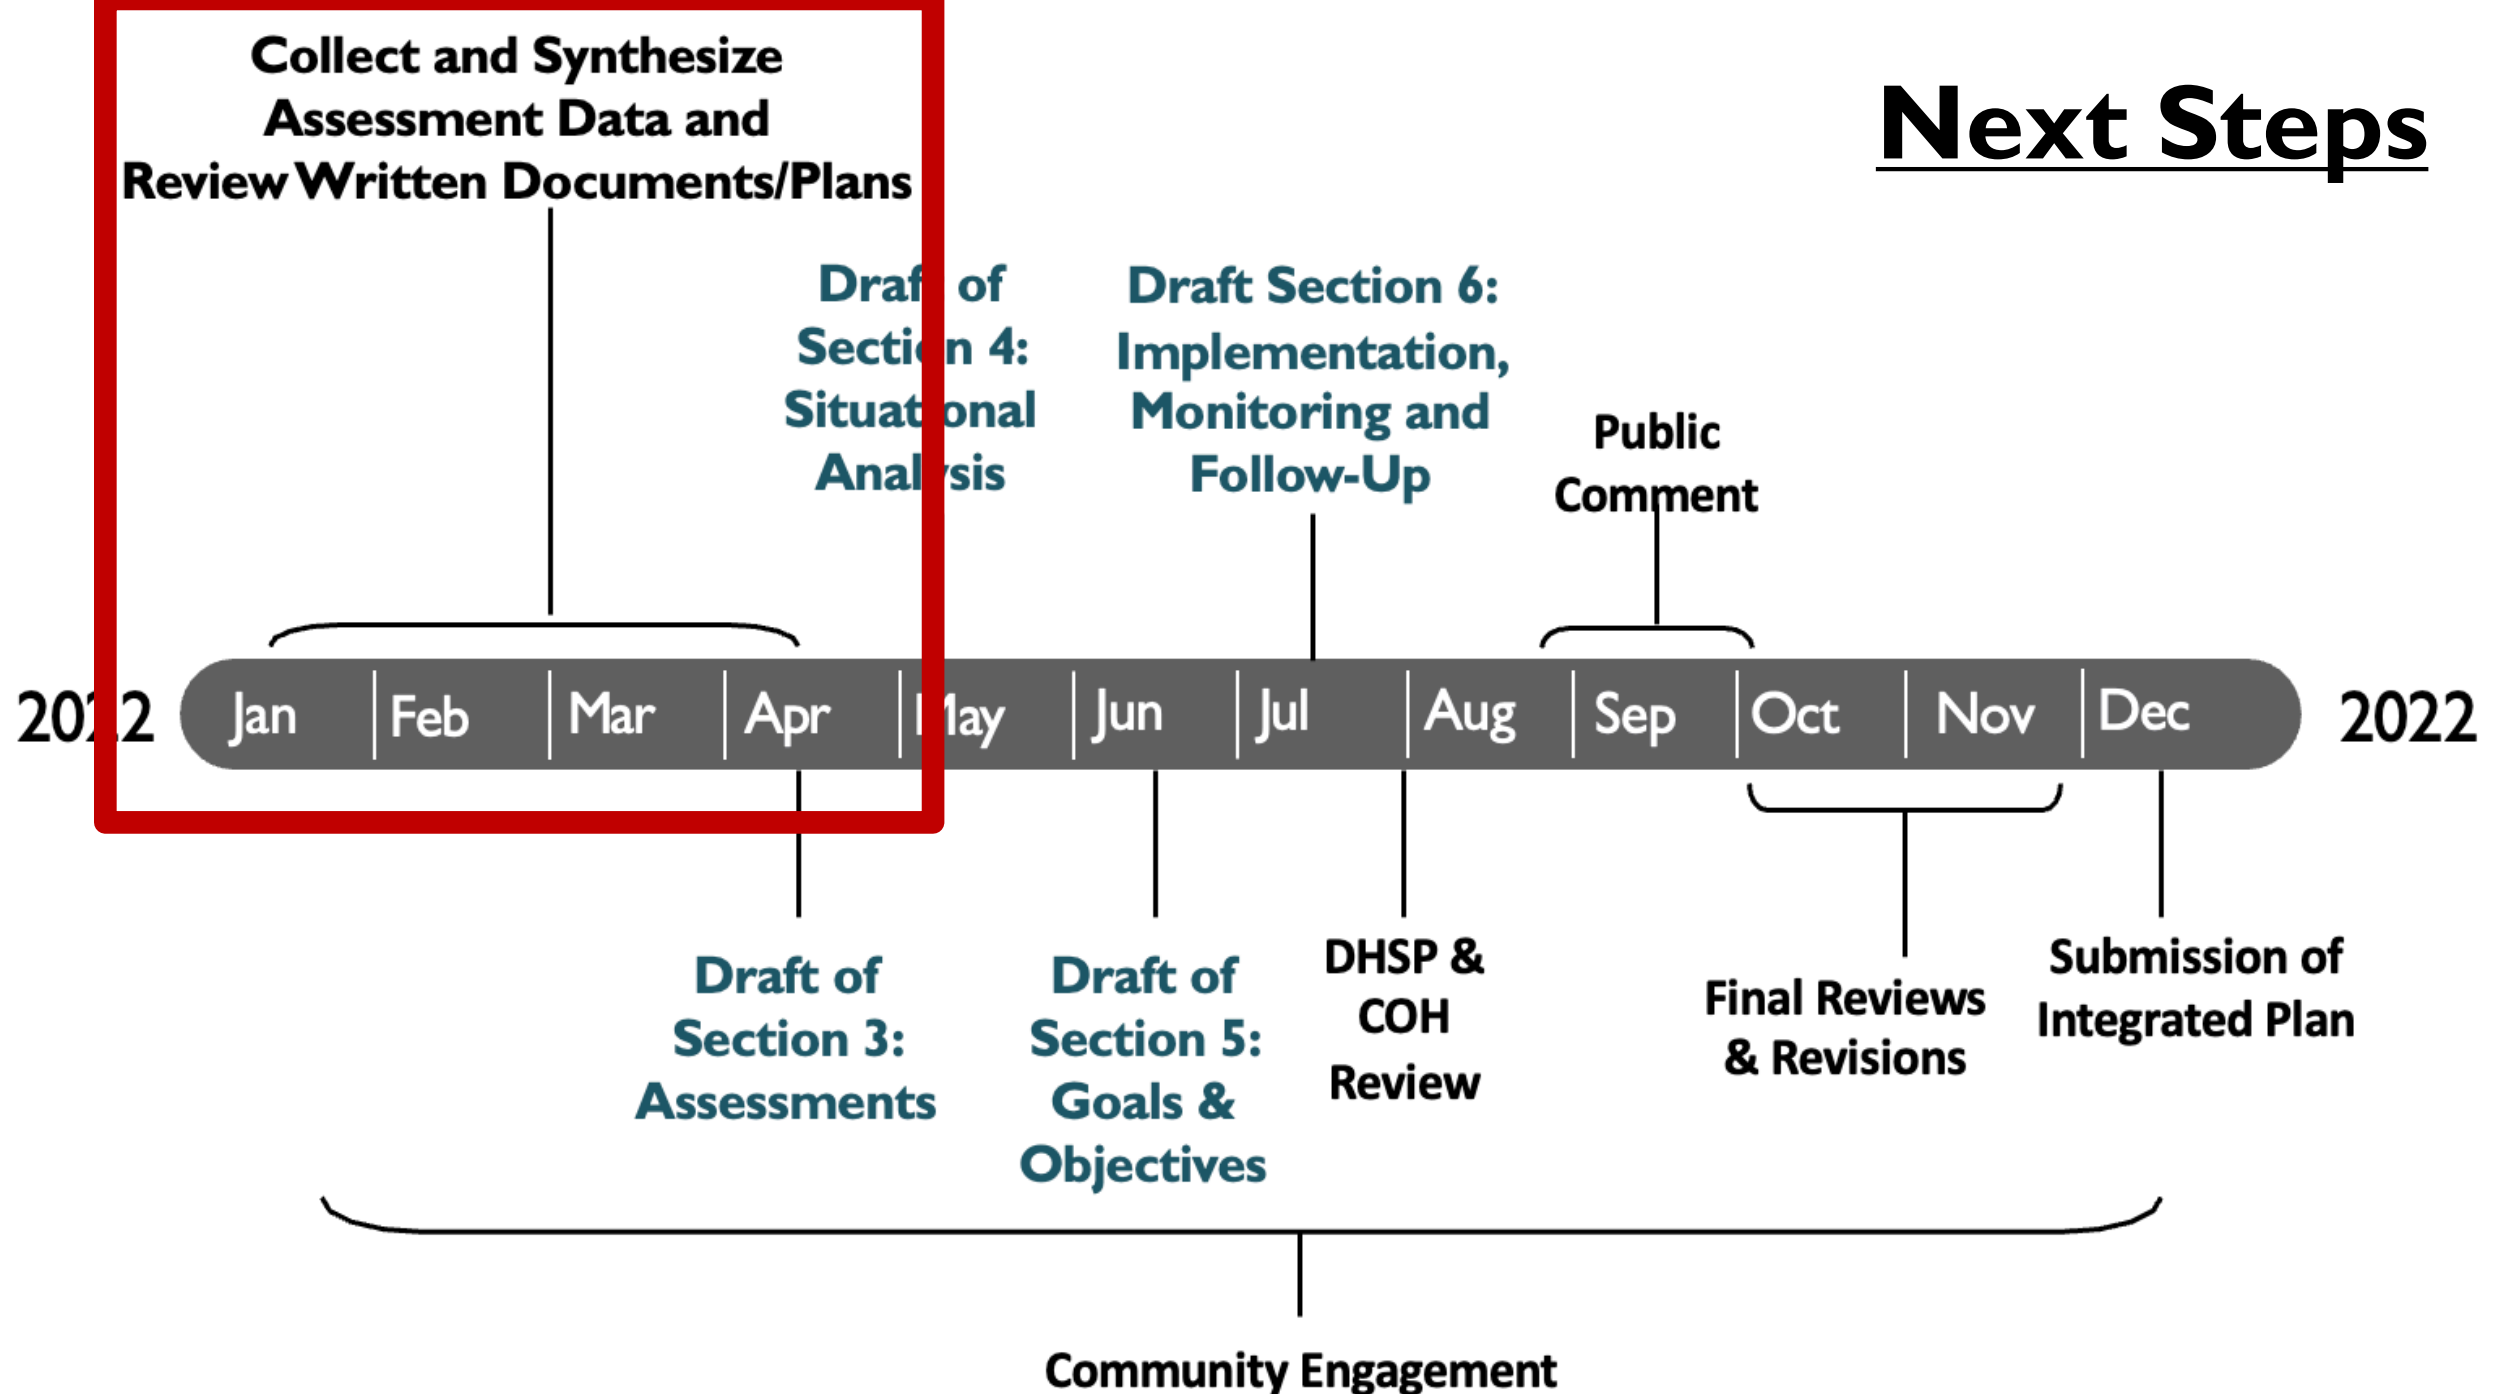 Collect and Synthesize
Assessment Data and
Review Written Documents/Plans
Next Steps
Draft of
Section 4:
Situational
Analysis
Draft Section 6:
Implementation,
Monitoring and
Follow-Up
Public
Comment
2022
Jan
Feb
Mar
Apr
May
Jun
Jul
Aug
Sep
Oct
Nov
Dec
2022
Draft of
Section 3:
Assessments
Draft of
Section 5:
Goals &
Objectives
DHSP &
COH
Review
Final Reviews
& Revisions
Submission of
Integrated Plan
Community Engagement